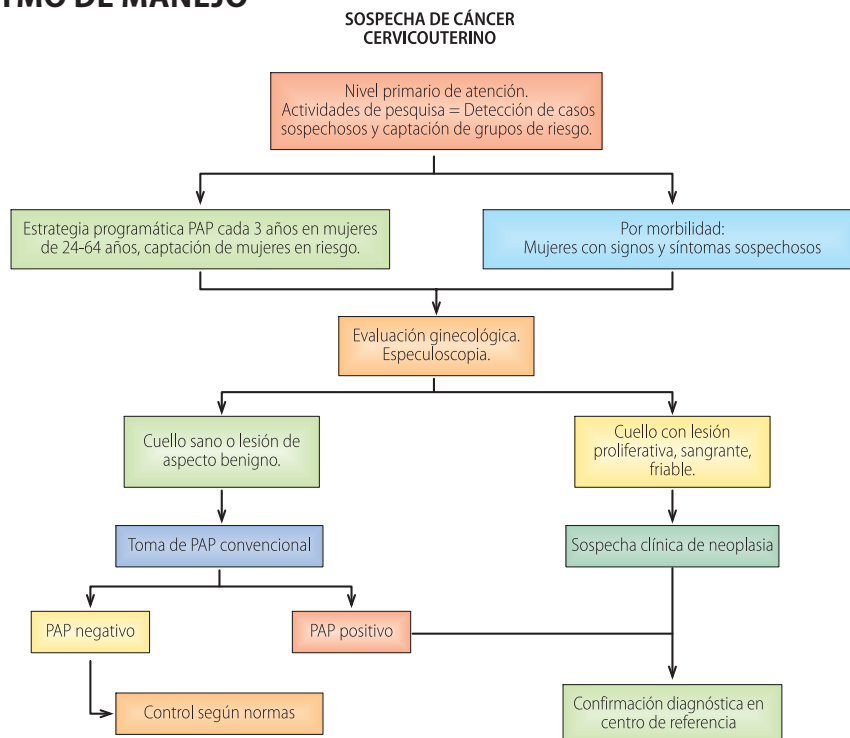 TMO DE MANEJO
SOSPECHA DE CÁNCER
CERVICOUTERINO
Nivel primario de atención.
Actividades de pesquisa = Detección de casos
sospechosos y captación de grupos de riesgo.
Estrategia programática PAP cada 3 años en mujeres
de 24-64 años, captación de mujeres en riesgo.
Por morbilidad:
Mujeres con signos y síntomas sospechosos
Evaluación ginecológica.
Especuloscopia.
Cuello sano o lesión de
aspecto benigno.
Cuello con lesión
proliferativa, sangrante,
friable.
Toma de PAP convencional
Sospecha clínica de neoplasia
PAP negativo
PAP positivo
Control según normas
Confirmación diagnóstica en
centro de referencia